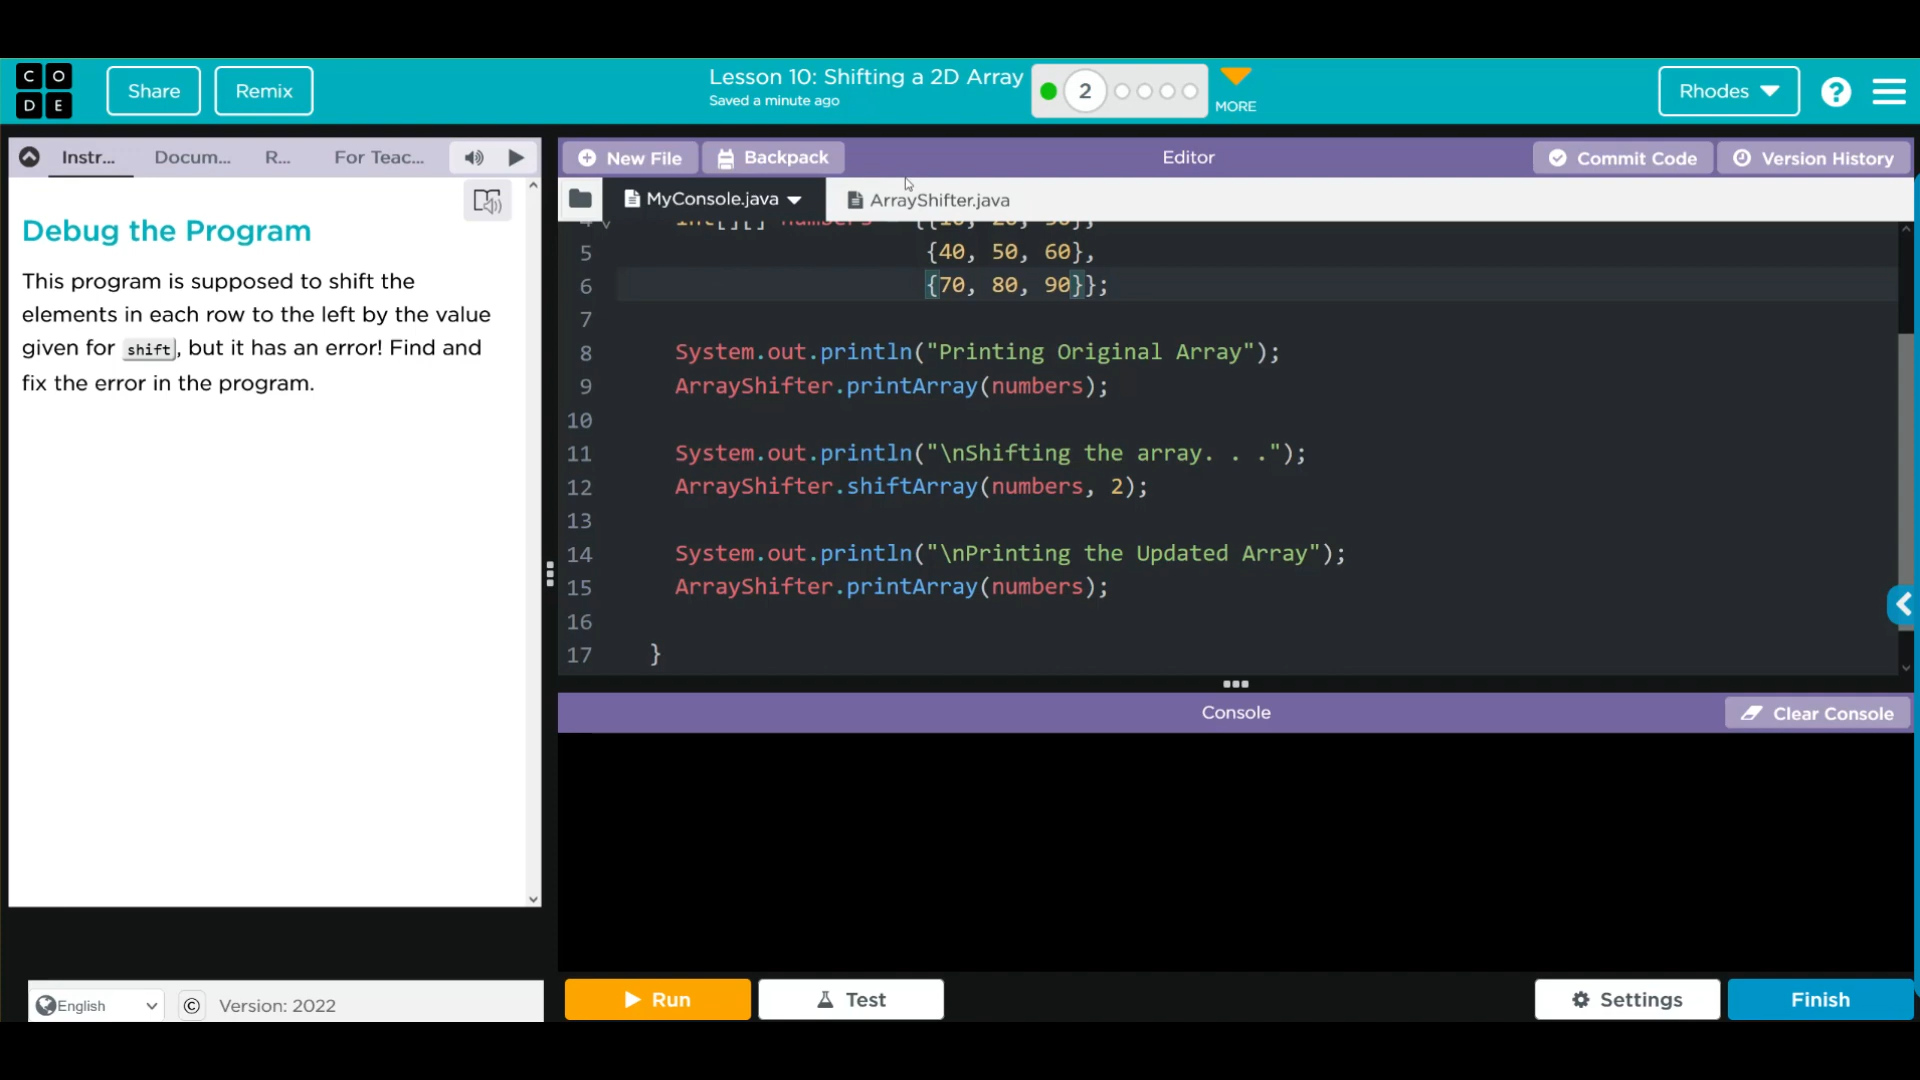 C O
D E
Share
Remix
Lesson 10: Shifting a 2D Array
Saved a minute ago
2
MORE
Rhodes
?
Instr...
Docum...
R...
For Teac...
New File
Backpack
Editor
Commit Code
Version History
MyConsole.java
ArrayShifter.java
Debug the Program
This program is supposed to shift the
elements in each row to the left by the value
given for shift, but it has an error! Find and
fix the error in the program.
5 {40, 50, 60},
6 {70, 80, 90}};
7
8 System.out.println("Printing Original Array");
9 ArrayShifter.printArray(numbers);
10
11 System.out.println("\nShifting the array. . .");
12 ArrayShifter.shiftArray(numbers, 2);
13
14 System.out.println("\nPrinting the Updated Array");
15 ArrayShifter.printArray(numbers);
16
17 }
Console
Clear Console
English
©
Version: 2022
Run
Test
Settings
Finish